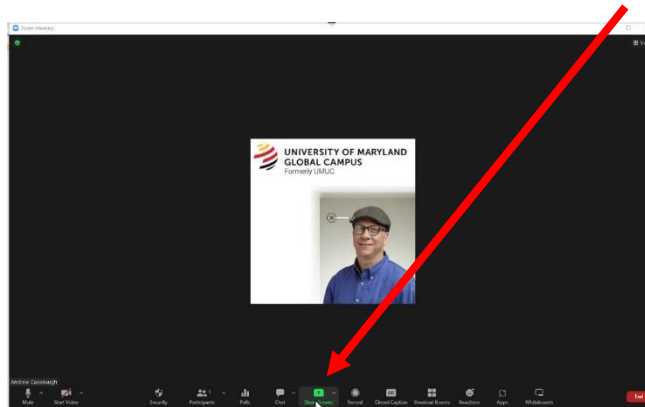 Zoom Meeting
UNIVERSITY OF MARYLAND
GLOBAL CAMPUS
Formerly UMUC
Andrew Cavanaugh
Mute
Start Video
Security
Participants
Polls
Chat
Share Screen
Record
Closed Caption
Breakout Rooms
Reactions
Apps
Whiteboards
End